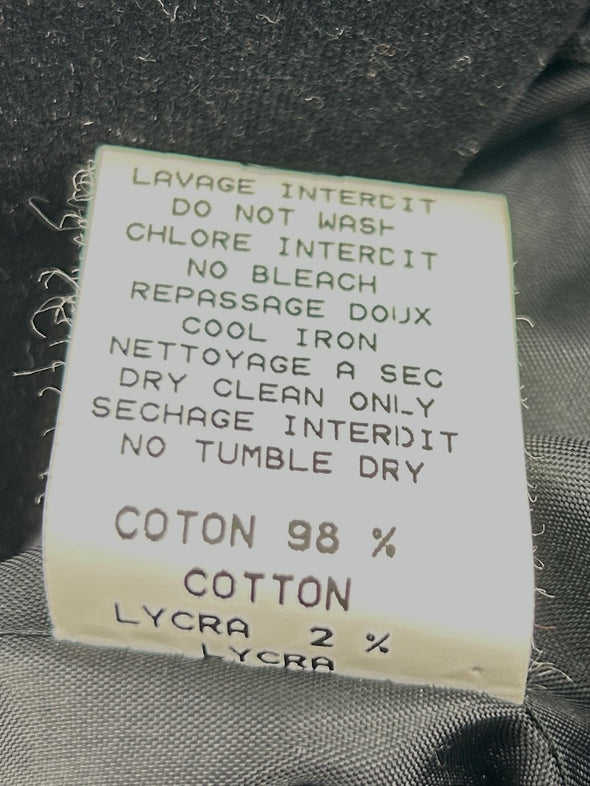 LAVAGE INTERDIT
DO NOT WASH
CHLORE INTERDIT
NO BLEACH
REPASSAGE DOUX
COOL IRON
NETTOYAGE A SEC
DRY CLEAN ONLY
SECHAGE INTERDIT
NO TUMBLE DRY
COTON 98 %
COTTON
LYCRA 2 %
LYCRA